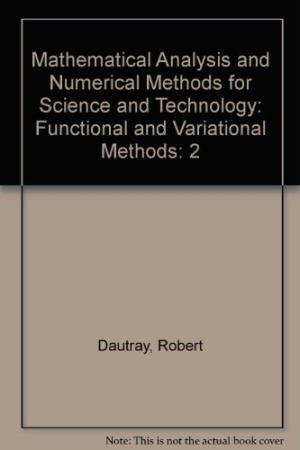 Mathematical Analysis and
Numerical Methods for
Science and Technology:
Functional and Variational
Methods: 2
Dautray, Robert
Note: This is not the actual book cover